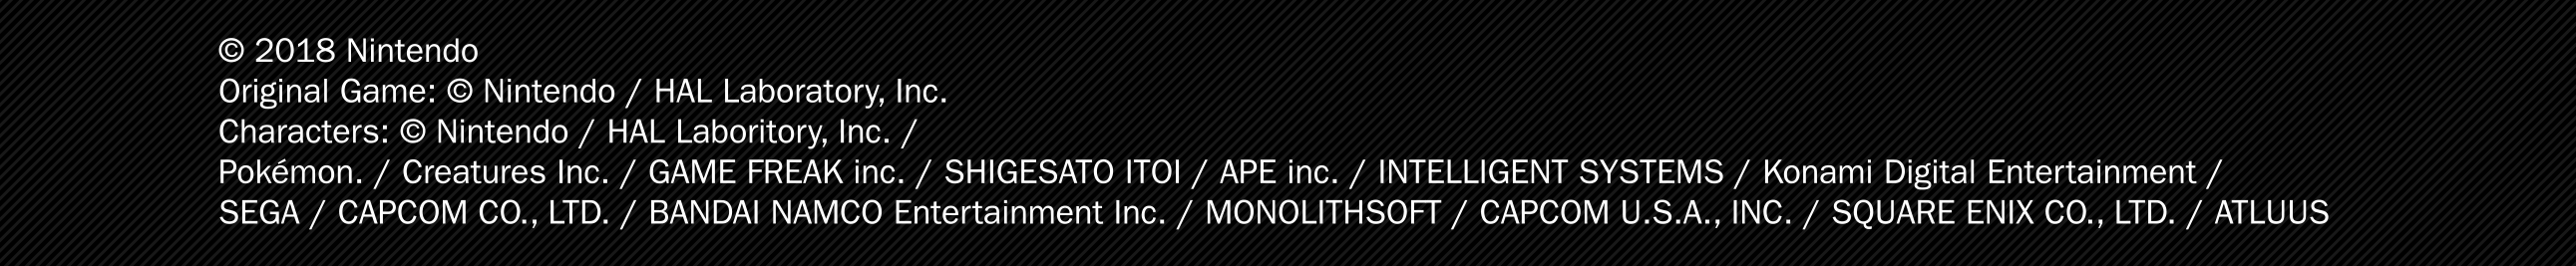 © 2018 Nintendo
Original Game: © Nintendo / HAL Laboratory, Inc.
Characters: © Nintendo / HAL Laboritory, Inc. /
Pokémon. / Creatures Inc. / GAME FREAK inc. / SHIGESATO ITOI / APE inc. / INTELLIGENT SYSTEMS / Konami Digital Entertainment /
SEGA / CAPCOM CO., LTD. / BANDAI NAMCO Entertainment Inc. / MONOLITHSOFT / CAPCOM U.S.A., INC. / SQUARE ENIX CO., LTD. / ATLUUS